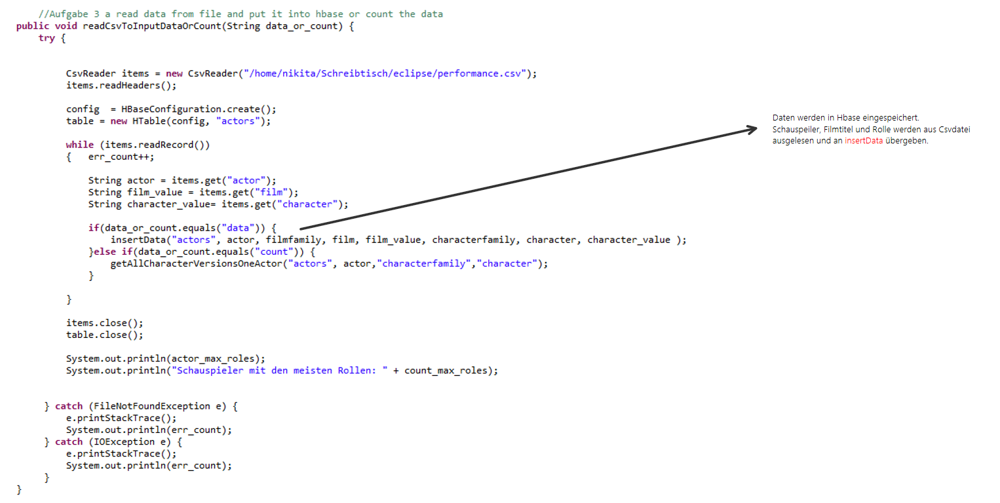 //Aufgabe 3 a read data from file and put it into hbase or count the data
public void readCsvToInputDataOrCount(String data_or_count) {
try {
CsvReader items = new CsvReader("/home/nikita/Schreibtisch/eclipse/performance.csv");
items.readHeaders();
config  = HBaseConfiguration.create();
table = new HTable(config, "actors");
while (items.readRecord())
{   err_count++;
String actor = items.get("actor");
String film_value = items.get("film");
String character_value= items.get("character");
if(data_or_count.equals("data")) {
insertData("actors", actor, filmfamily, film, film_value, characterfamily, character, character_value );
}else if(data_or_count.equals("count")) {
getAllCharacterVersionsOneActor("actors", actor,"characterfamily","character");
}
}
items.close();
table.close();
System.out.println(actor_max_roles);
System.out.println("Schauspieler mit den meisten Rollen: " + count_max_roles);
} catch (FileNotFoundException e) {
e.printStackTrace();
System.out.println(err_count);
} catch (IOException e) {
e.printStackTrace();
System.out.println(err_count);
}
}
Daten werden in Hbase eingespeichert.
Schauspeiler, Filmtitel und Rolle werden aus Csvdatei
ausgelesen und an insertData übergeben.